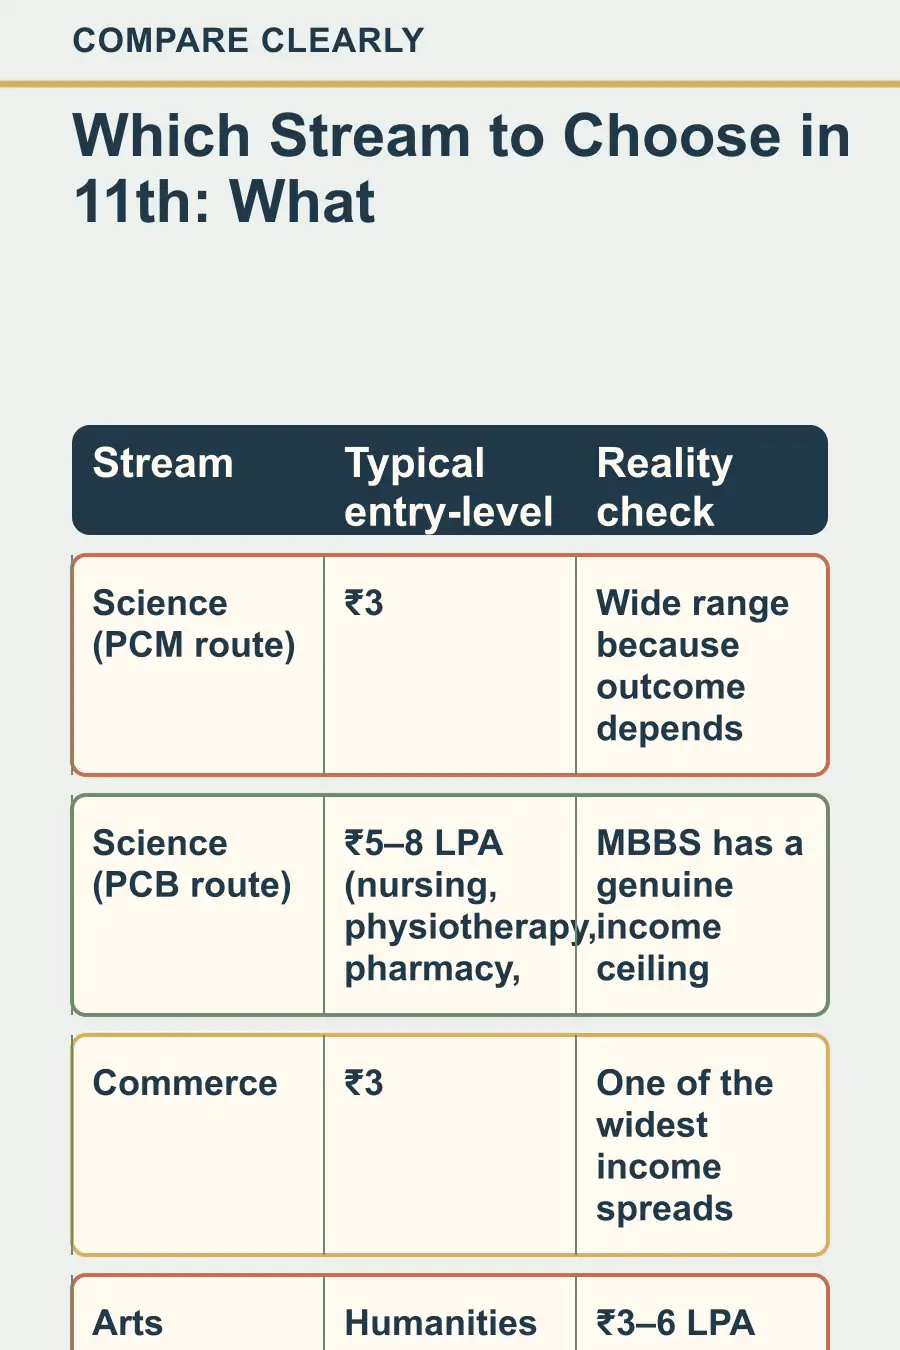 COMPARE CLEARLY
Which Stream to Choose in
11th: What
Stream
Typical
entry-level
Reality
check
Science
(PCM route)
₹3
Wide range
because
outcome
depends
Science
(PCB route)
₹5–8 LPA
(nursing,
physiotherapy,
pharmacy,
MBBS has a
genuine
income
ceiling
Commerce
₹3
One of the
widest
income
spreads
Arts
Humanities
₹3–6 LPA